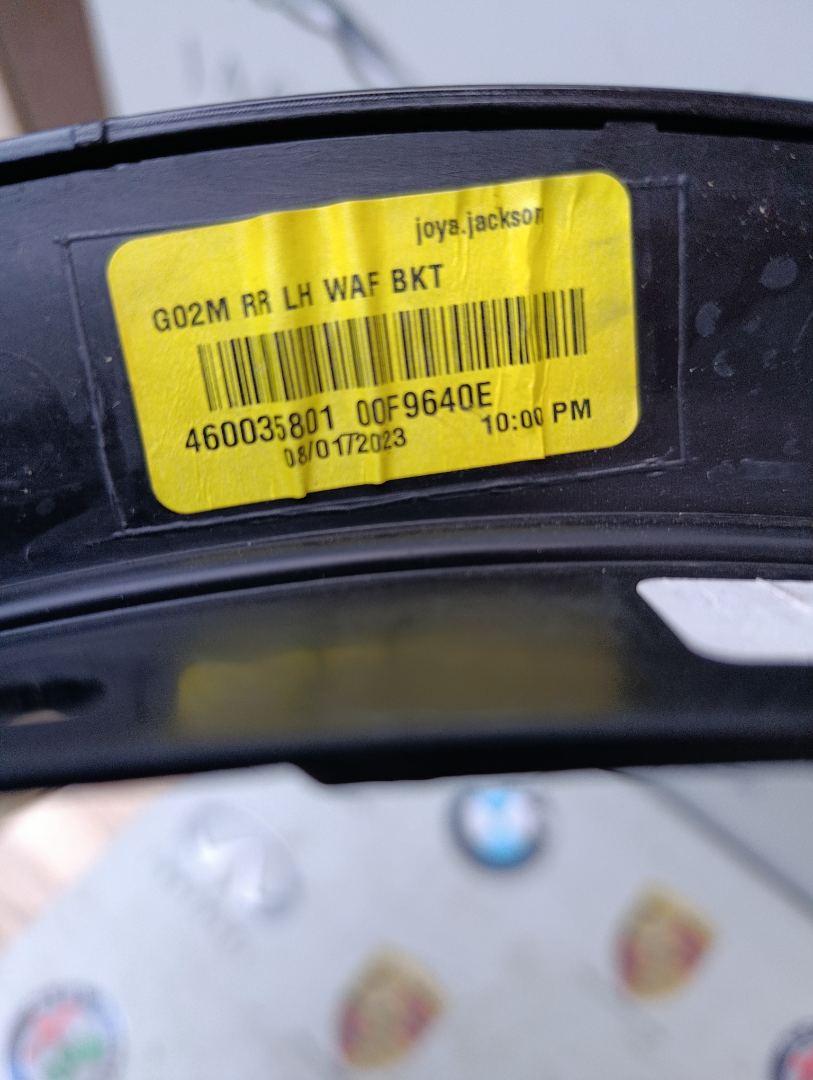 joya.jackson
G02M RR LH WAF BKT
460035801 00F9640E
08/01/2023 10:00 PM